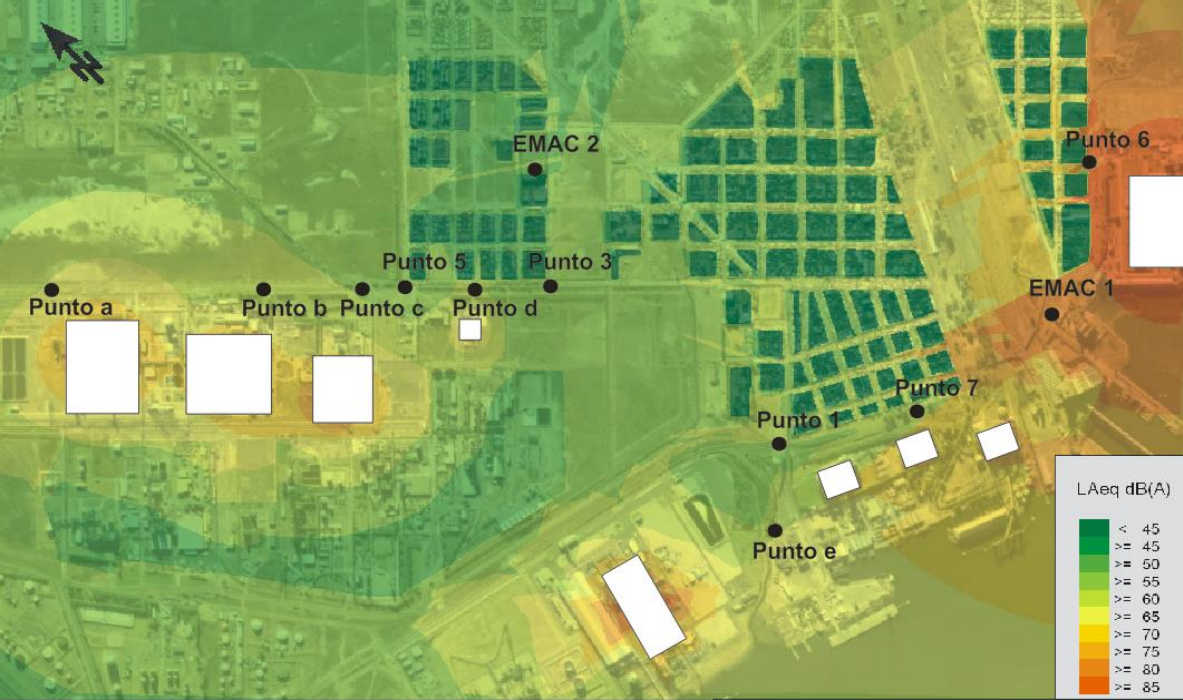 Punto 6
EMAC 2
Punto 5
Punto 3
EMAC 1
Punto a
Punto b
Punto c
Punto d
Punto 7
Punto 1
Punto e
LAeq dB(A)
< 45
>= 45
>= 50
>= 55
>= 60
>= 65
>= 70
>= 75
>= 80
>= 85